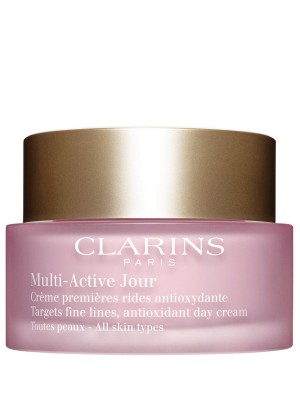 CLARINS
PARIS
Multi-Active Jour
Crème premières rides antioxydante
Targets fine lines, antioxidant day cream
Toutes peaux – All skin types